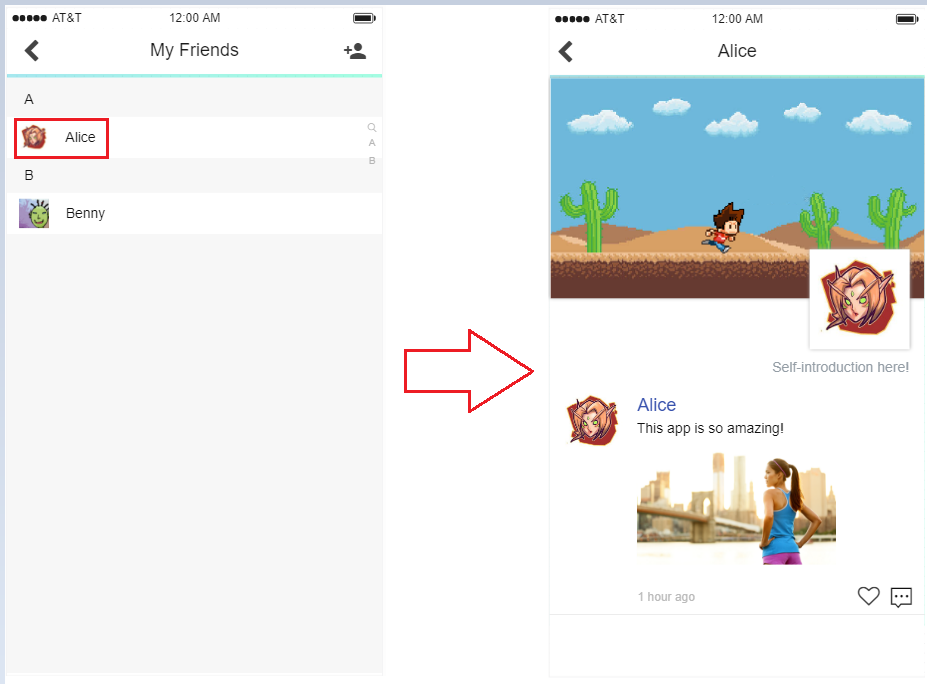 AT&T 12:00 AM
My Friends
A
Alice
A
B
B
Benny
AT&T 12:00 AM
Alice
Self-introduction here!
Alice
This app is so amazing!
1 hour ago